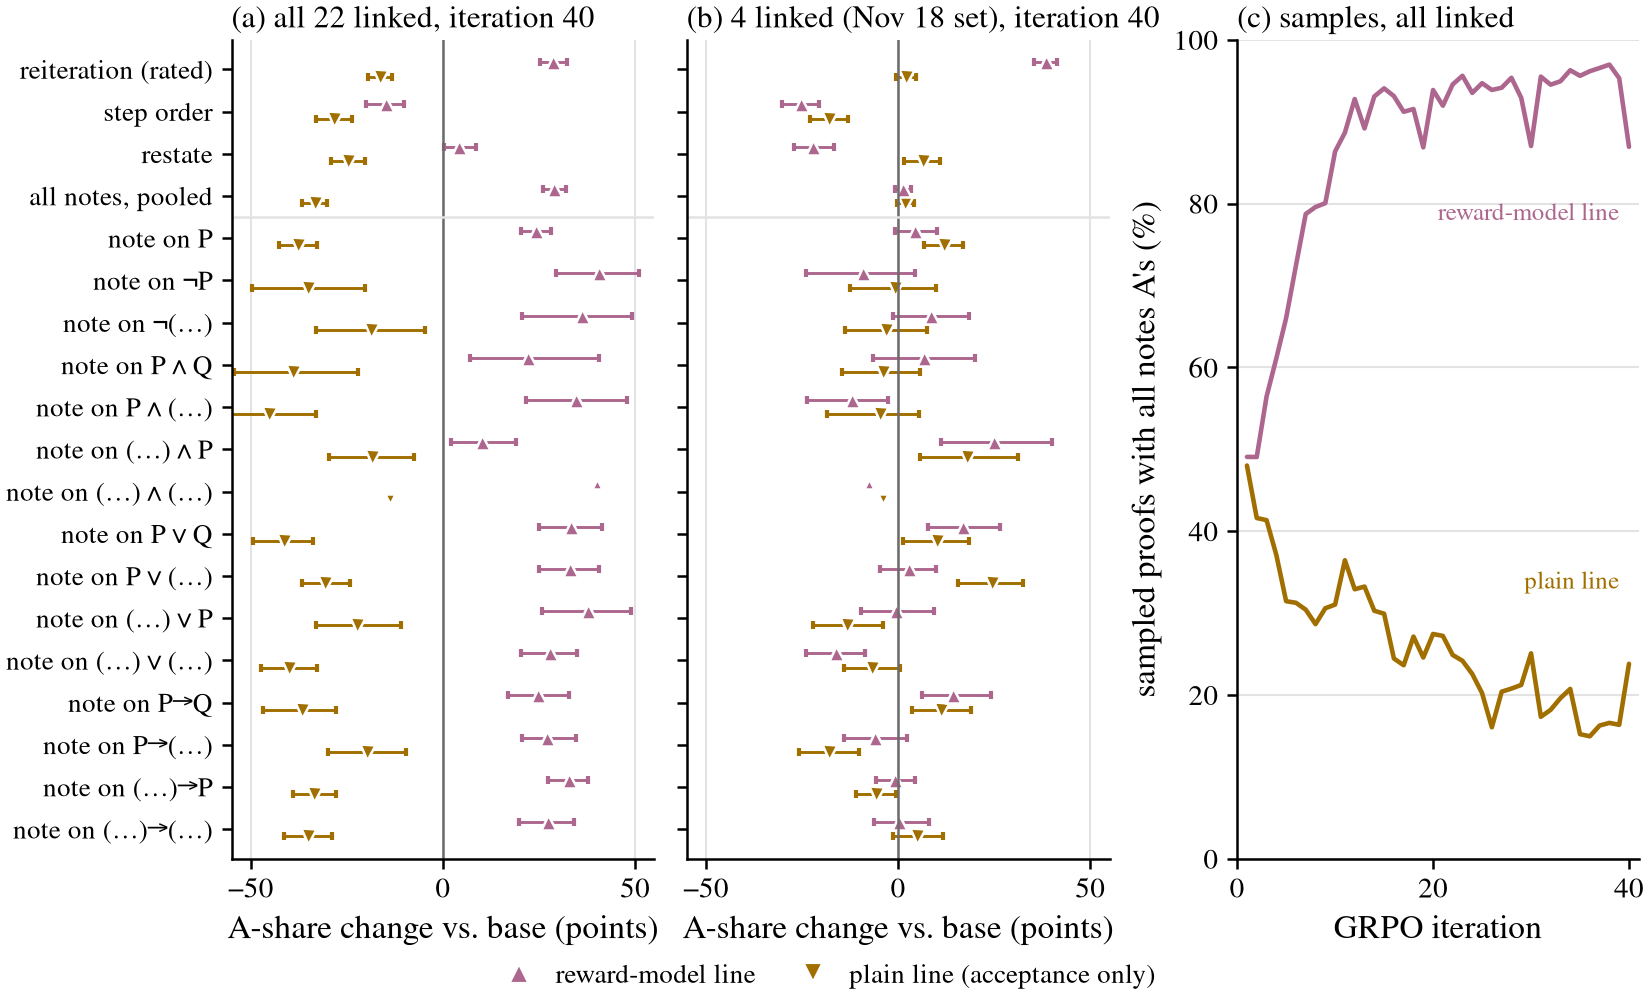 (a) all 22 linked, iteration 40
(b) 4 linked (Nov 18 set), iteration 40
(c) samples, all linked
reiteration (rated)
step order
restate
all notes, pooled
note on P
note on ¬P
note on ¬(…)
note on P ∧ Q
note on P ∧ (…)
note on (…) ∧ P
note on (…) ∧ (…)
note on P ∨ Q
note on P ∨ (…)
note on (…) ∨ P
note on (…) ∨ (…)
note on P→Q
note on P→(…)
note on (…)→P
note on (…)→(…)
−50 0 50
A-share change vs. base (points)
−50 0 50
A-share change vs. base (points)
sampled proofs with all notes A's (%)
100
80
60
40
20
0
reward-model line
plain line
0 20 40
GRPO iteration
reward-model line
plain line (acceptance only)